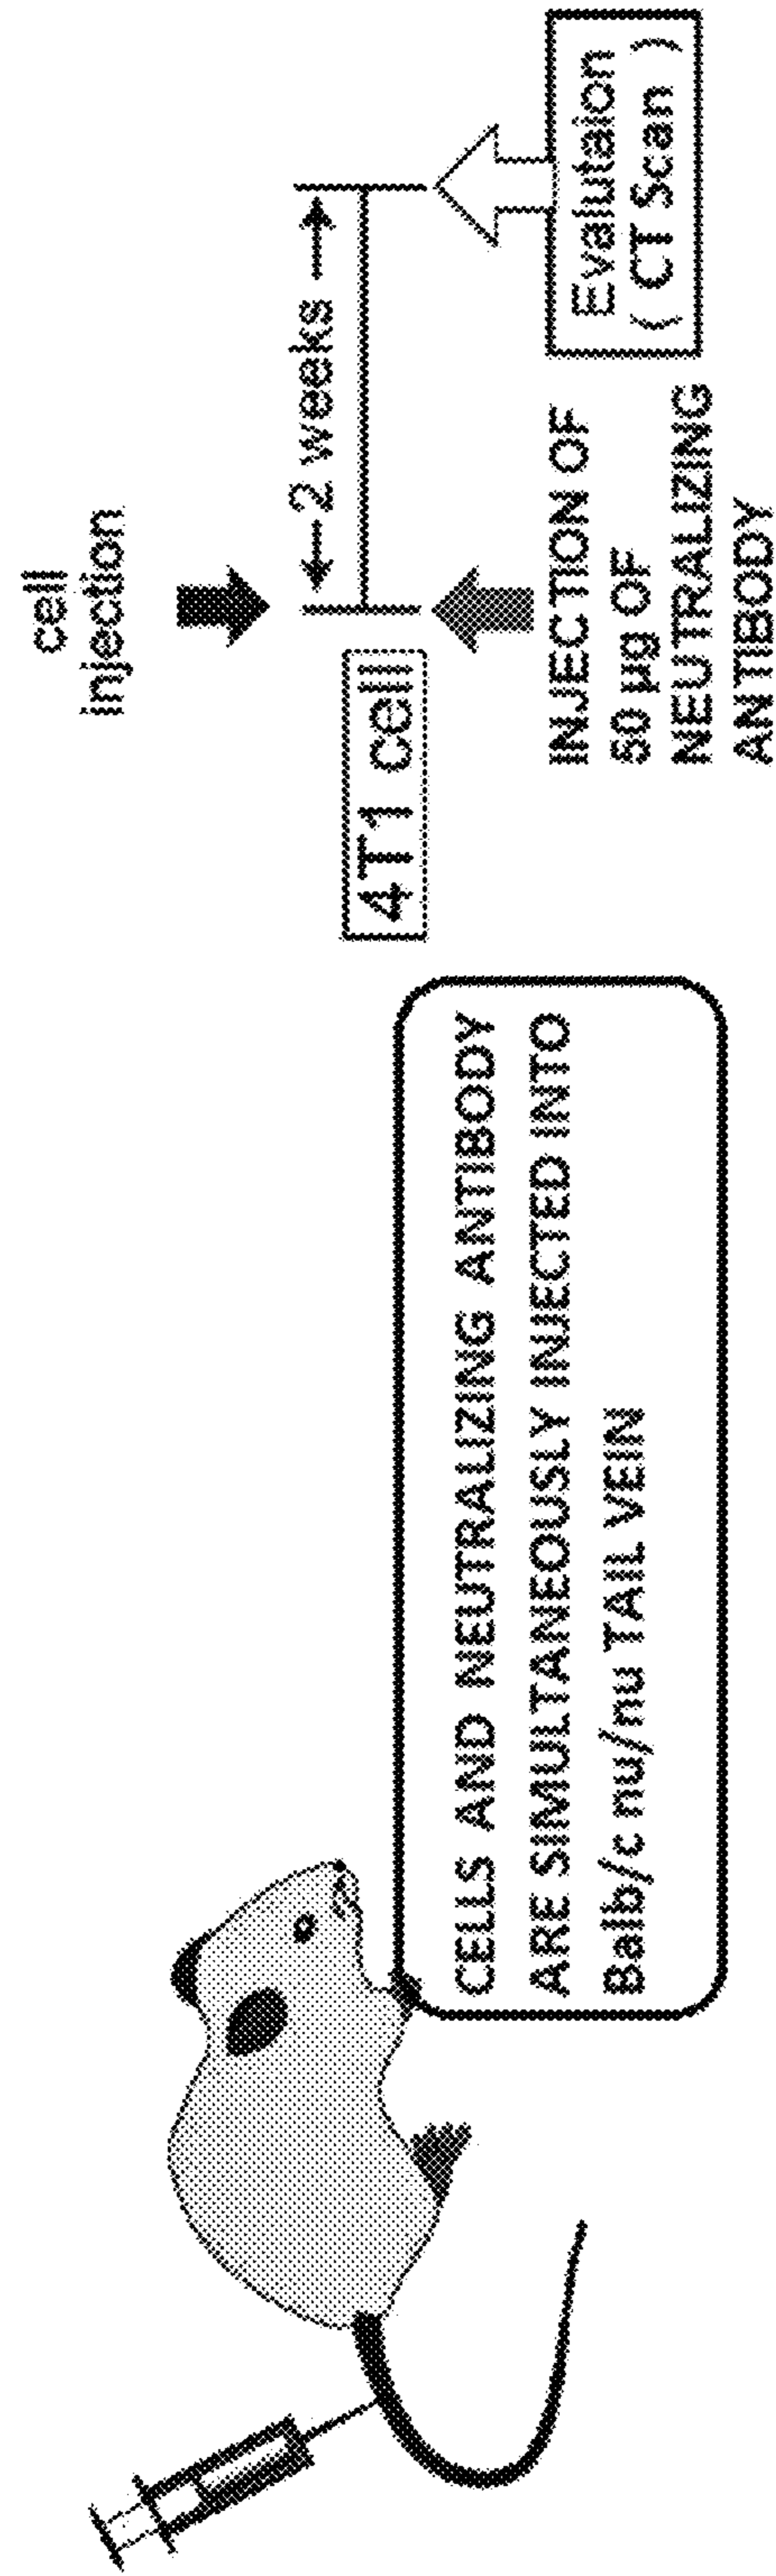 CELLS AND NEUTRALIZING ANTIBODY
ARE SIMULTANEOUSLY INJECTED INTO
Balb/c nu/nu TAIL VEIN
cell
injection
2 weeks
4T1 cell
INJECTION OF
50 µg OF
NEUTRALIZING
ANTIBODY
Evalutaion
( CT Scan )